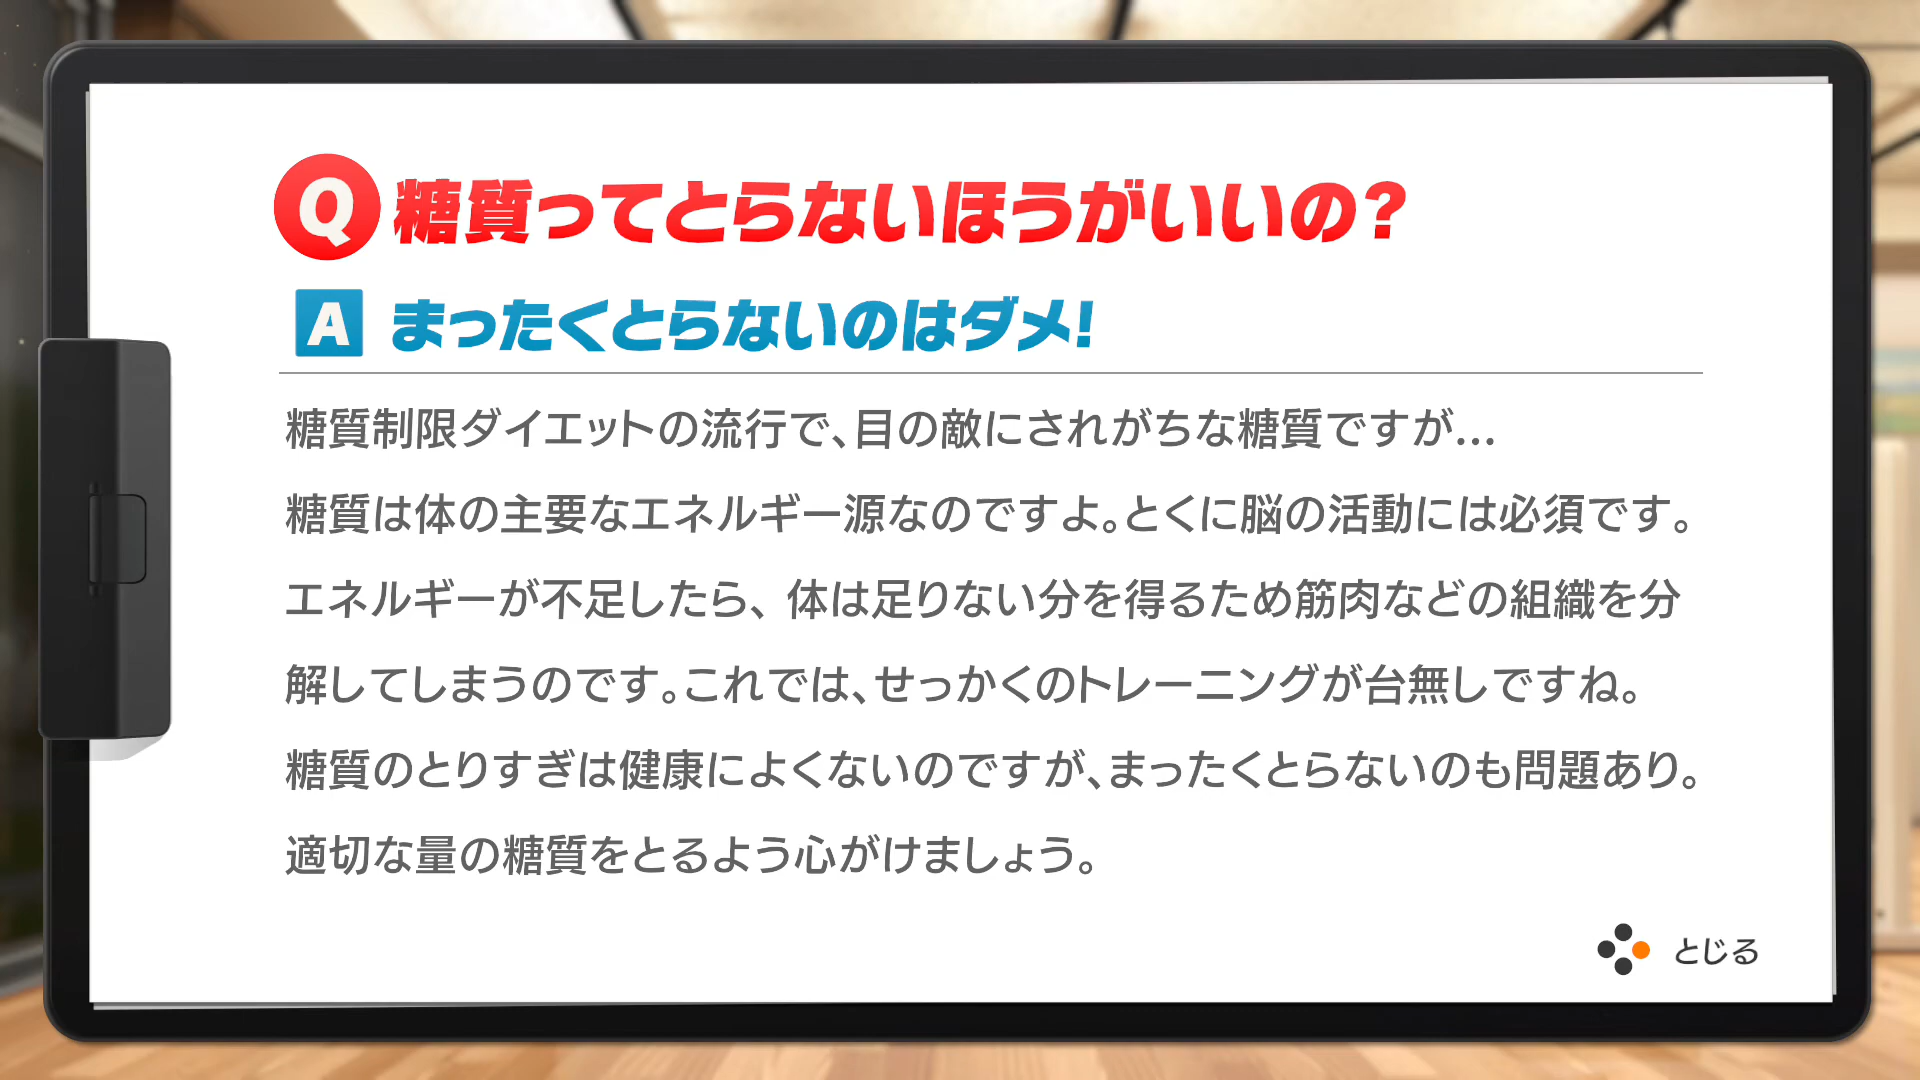 Q 糖質ってとらないほうがいいの?
A まったくとらないのはダメ!
糖質制限ダイエットの流行で、目の敵にされがちな糖質ですが…
糖質は体の主要なエネルギー源なのですよ。とくに脳の活動には必須です。
エネルギーが不足したら、体は足りない分を得るため筋肉などの組織を分
解してしまうのです。これでは、せっかくのトレーニングが台無しですね。
糖質のとりすぎは健康によくないのですが、まったくとらないのも問題あり。
適切な量の糖質をとるよう心がけましょう。
とじる